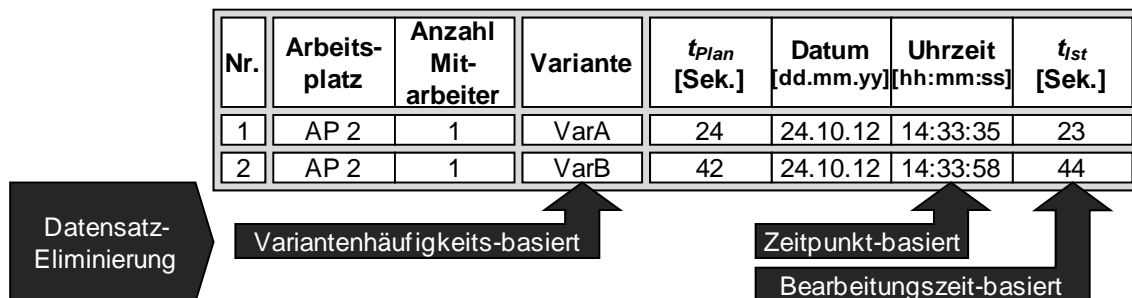 Nr. Arbeits-platz Anzahl Mit-arbeiter Variante tPlan [Sek.] Datum [dd.mm.yy] Uhrzeit [hh:mm:ss] tIst [Sek.]
1 AP 2 1 VarA 24 24.10.12 14:33:35 23
2 AP 2 1 VarB 42 24.10.12 14:33:58 44
Datensatz-
Eliminierung
Variantenhäufigkeits-basiert
Zeitpunkt-basiert
Bearbeitungszeit-basiert